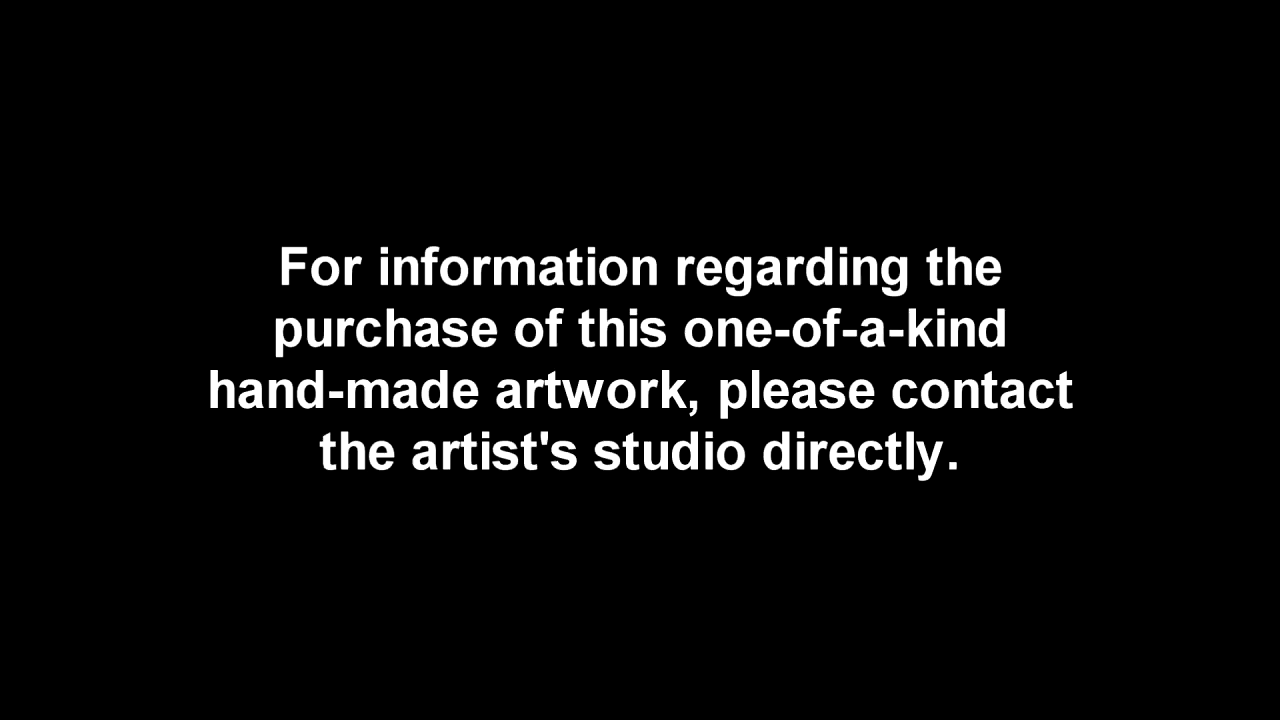 For information regarding the
purchase of this one-of-a-kind
hand-made artwork, please contact
the artist's studio directly.